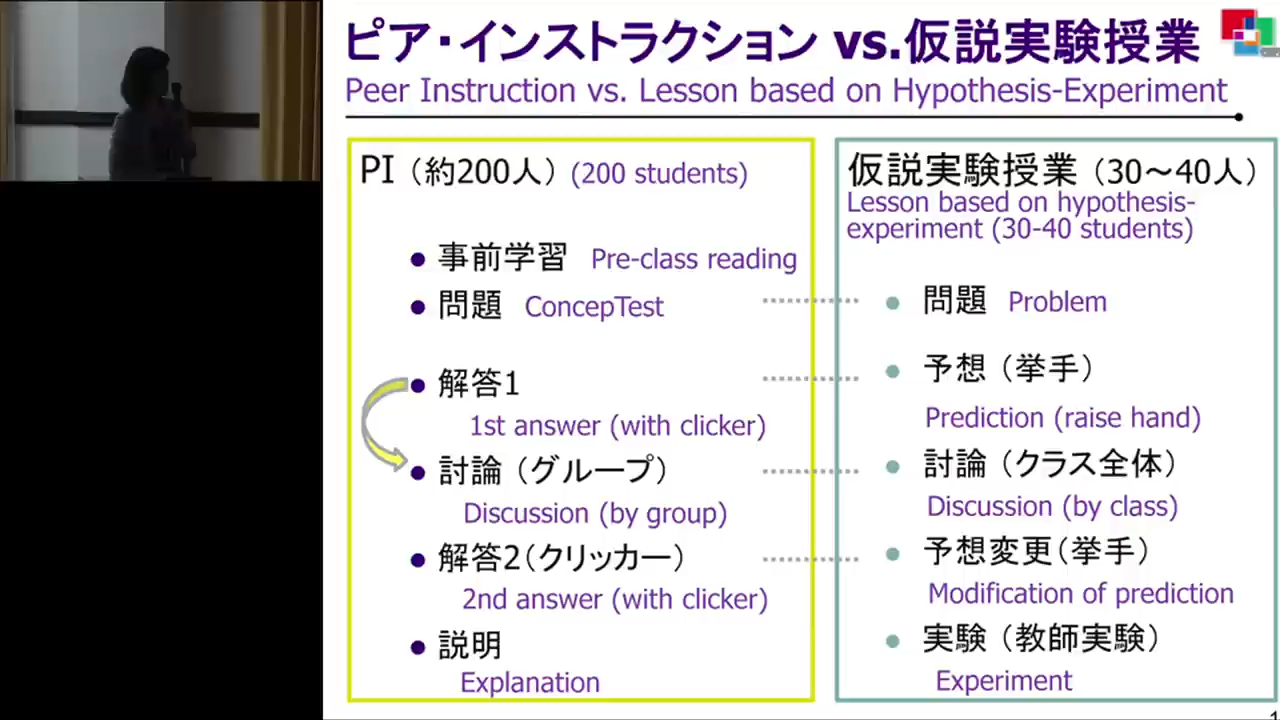 ピア・インストラクション vs.仮説実験授業
Peer Instruction vs. Lesson based on Hypothesis-Experiment
PI（約200人）(200 students)
事前学習 Pre-class reading
問題 ConcepTest
解答1
1st answer (with clicker)
討論（グループ）
Discussion (by group)
解答2（クリッカー）
2nd answer (with clicker)
説明
Explanation
仮説実験授業（30～40人）
Lesson based on hypothesis-
experiment (30-40 students)
問題 Problem
予想（挙手）
Prediction (raise hand)
討論（クラス全体）
Discussion (by class)
予想変更（挙手）
Modification of prediction
実験（教師実験）
Experiment